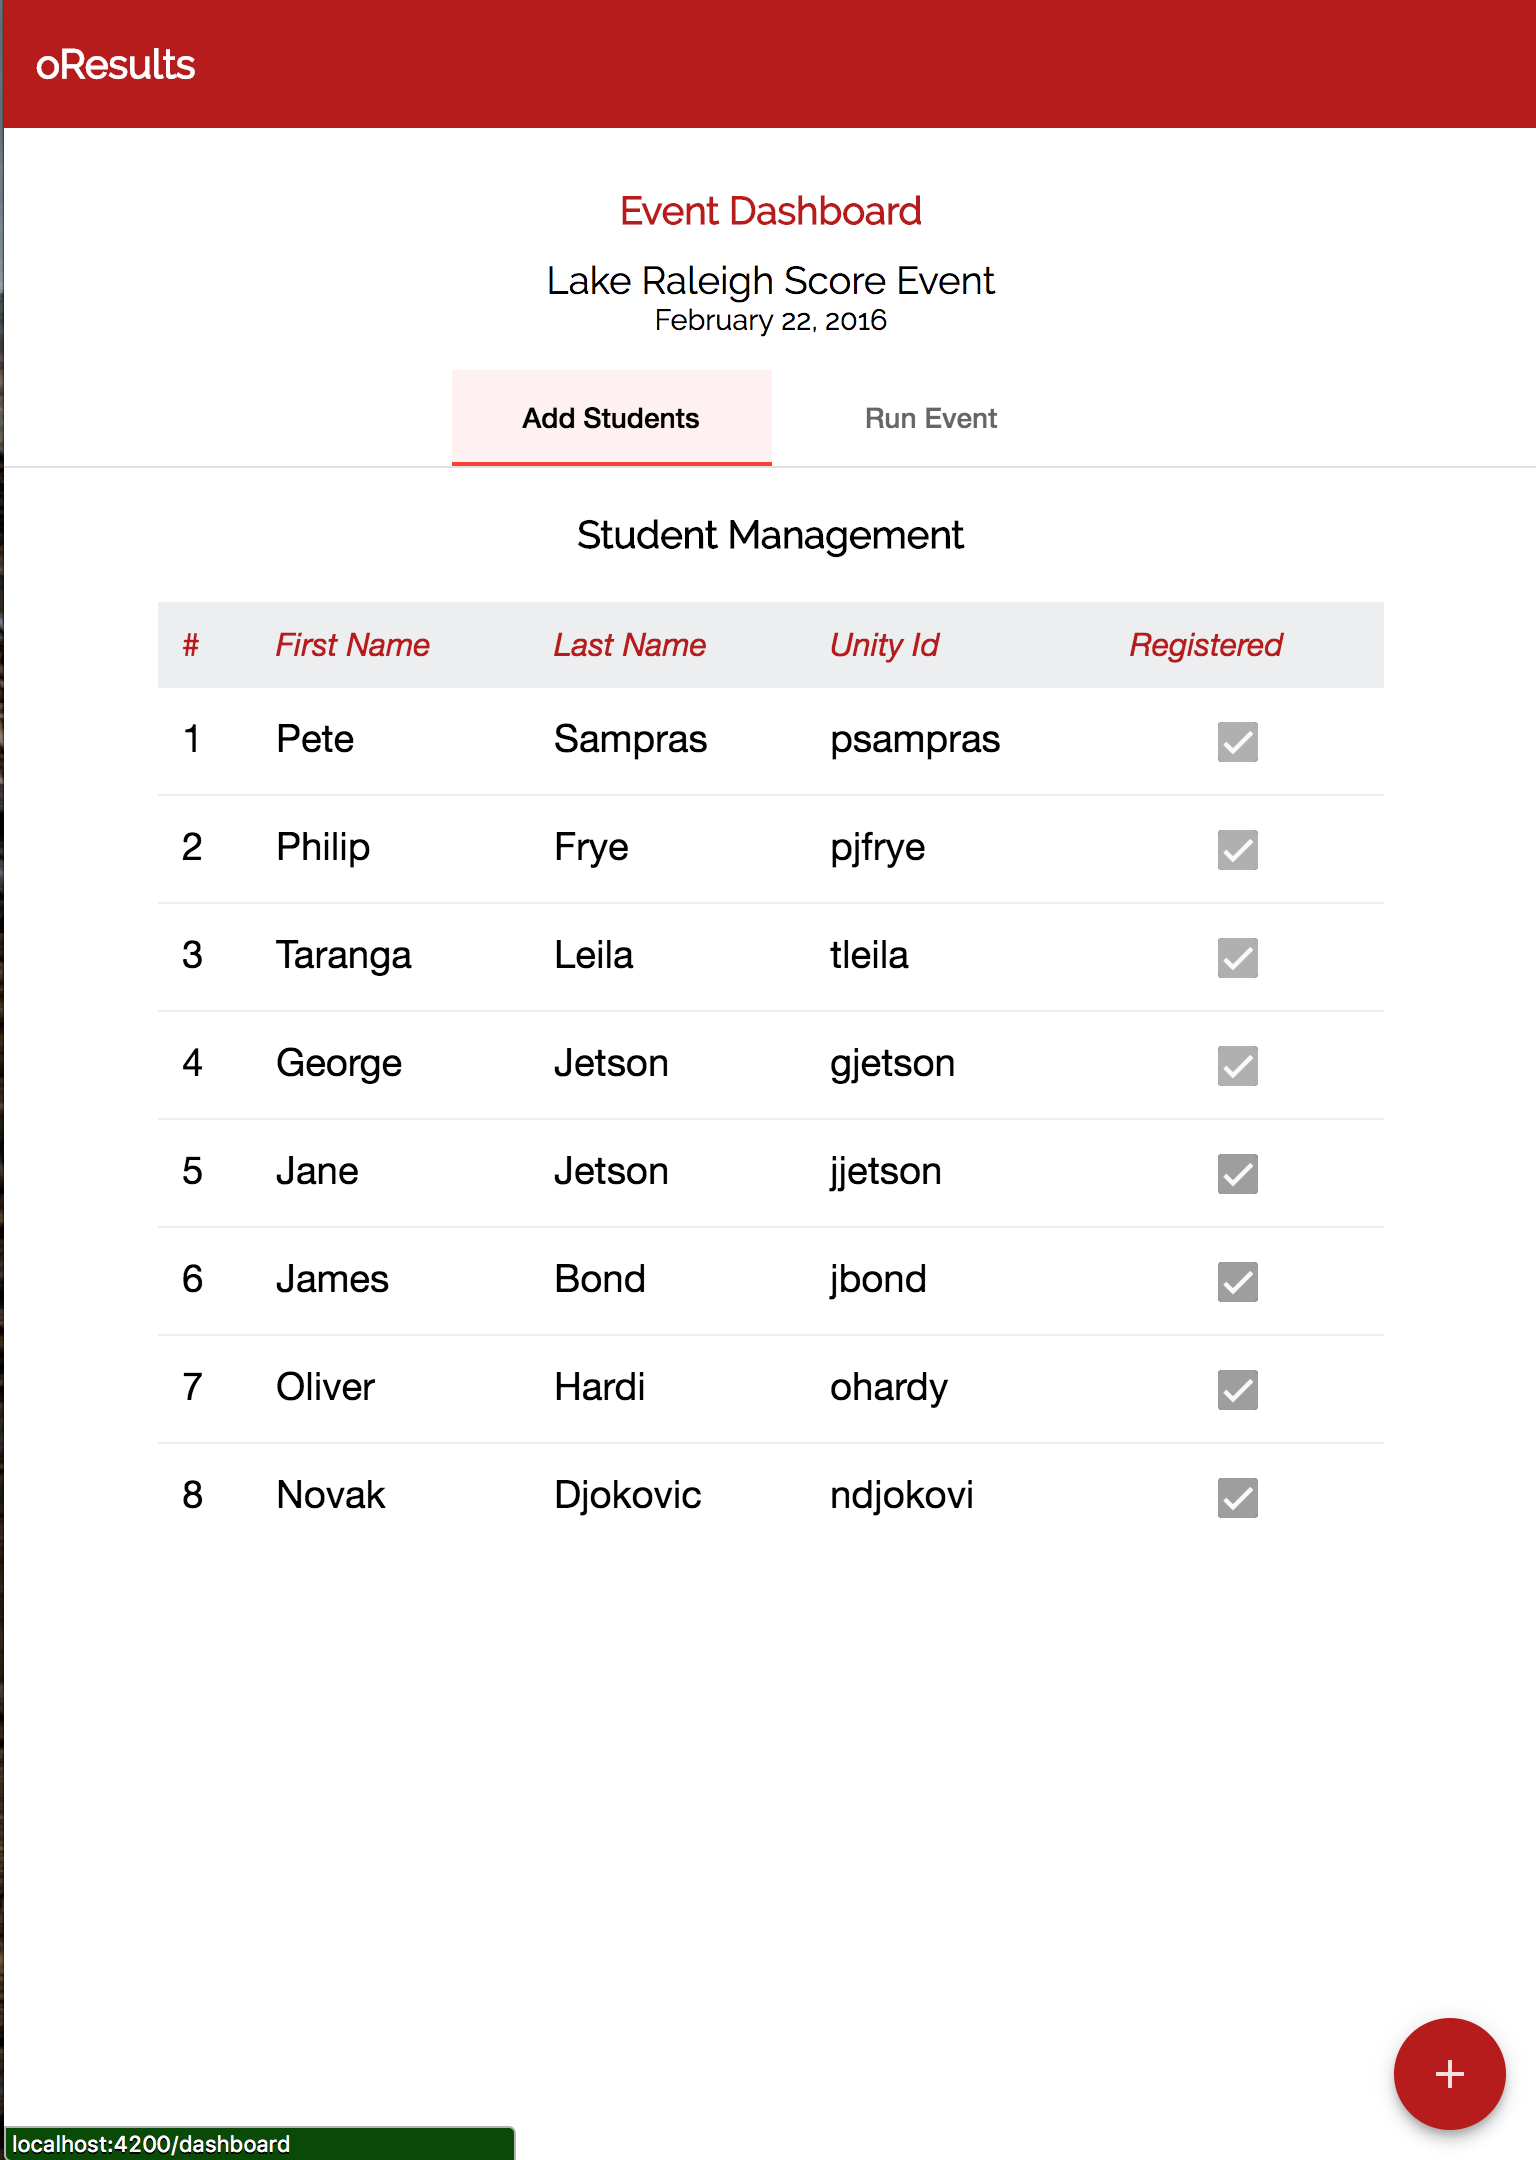 oResults
Event Dashboard
Lake Raleigh Score Event
February 22, 2016
Add Students Run Event
Student Management
# First Name Last Name Unity Id Registered
1 Pete Sampras psampras
2 Philip Frye pjfrye
3 Taranga Leila tleila
4 George Jetson gjetson
5 Jane Jetson jjetson
6 James Bond jbond
7 Oliver Hardi ohardy
8 Novak Djokovic ndjokovi
+
localhost:4200/dashboard